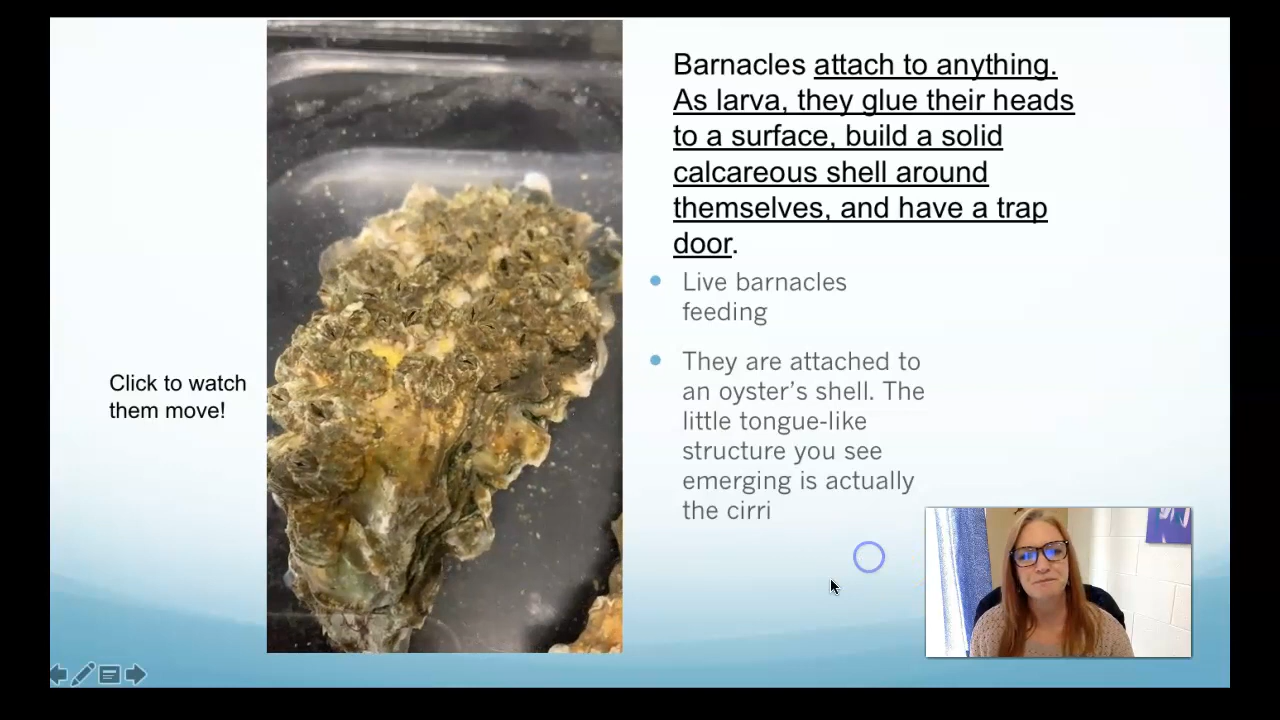 Barnacles attach to anything.
As larva, they glue their heads
to a surface, build a solid
calcareous shell around
themselves, and have a trap
door.
Live barnacles
feeding
They are attached to
an oyster’s shell. The
little tongue-like
structure you see
emerging is actually
the cirri
Click to watch
them move!